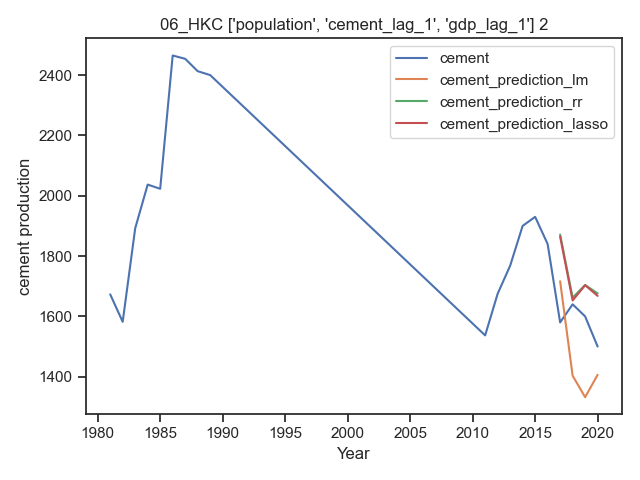 06_HKC ['population', 'cement_lag_1', 'gdp_lag_1'] 2
cement
cement_prediction_lm
cement_prediction_rr
cement_prediction_lasso
cement production
2400
2200
2000
1800
1600
1400
1980 1985 1990 1995 2000 2005 2010 2015 2020
Year